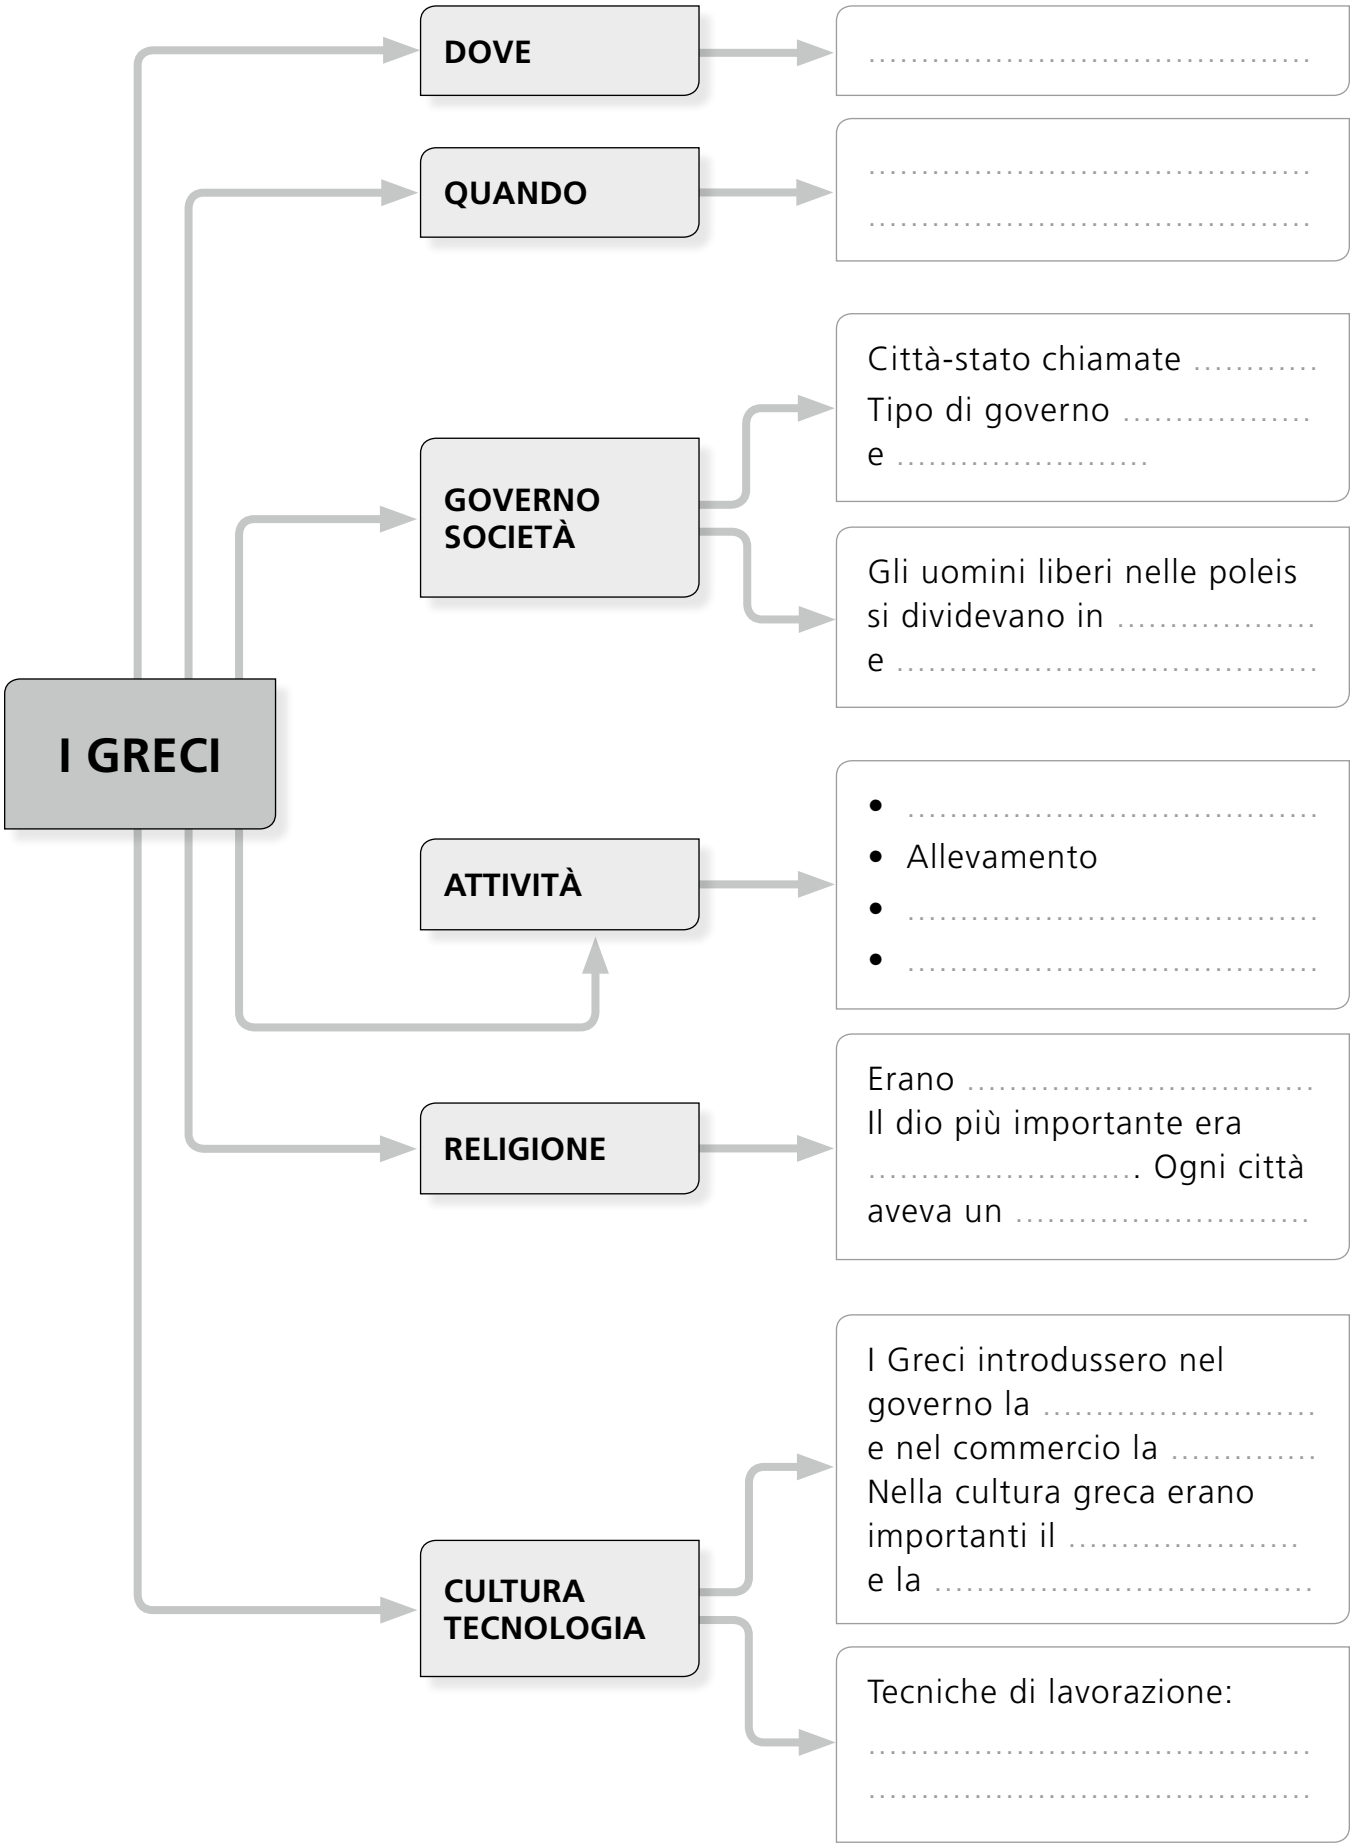 DOVE
QUANDO
Città-stato chiamate ............
Tipo di governo ..................
e ........................
GOVERNO
SOCIETÀ
Gli uomini liberi nelle poleis
si dividevano in ...................
e ........................................
I GRECI
• .......................................
• Allevamento
• .......................................
• .......................................
ATTIVITÀ
Erano .................................
Il dio più importante era
.......................... . Ogni città
aveva un ............................
RELIGIONE
I Greci introdussero nel
governo la ..........................
e nel commercio la ..............
Nella cultura greca erano
importanti il ......................
e la ....................................
CULTURA
TECNOLOGIA
Tecniche di lavorazione:
..........................................
..........................................